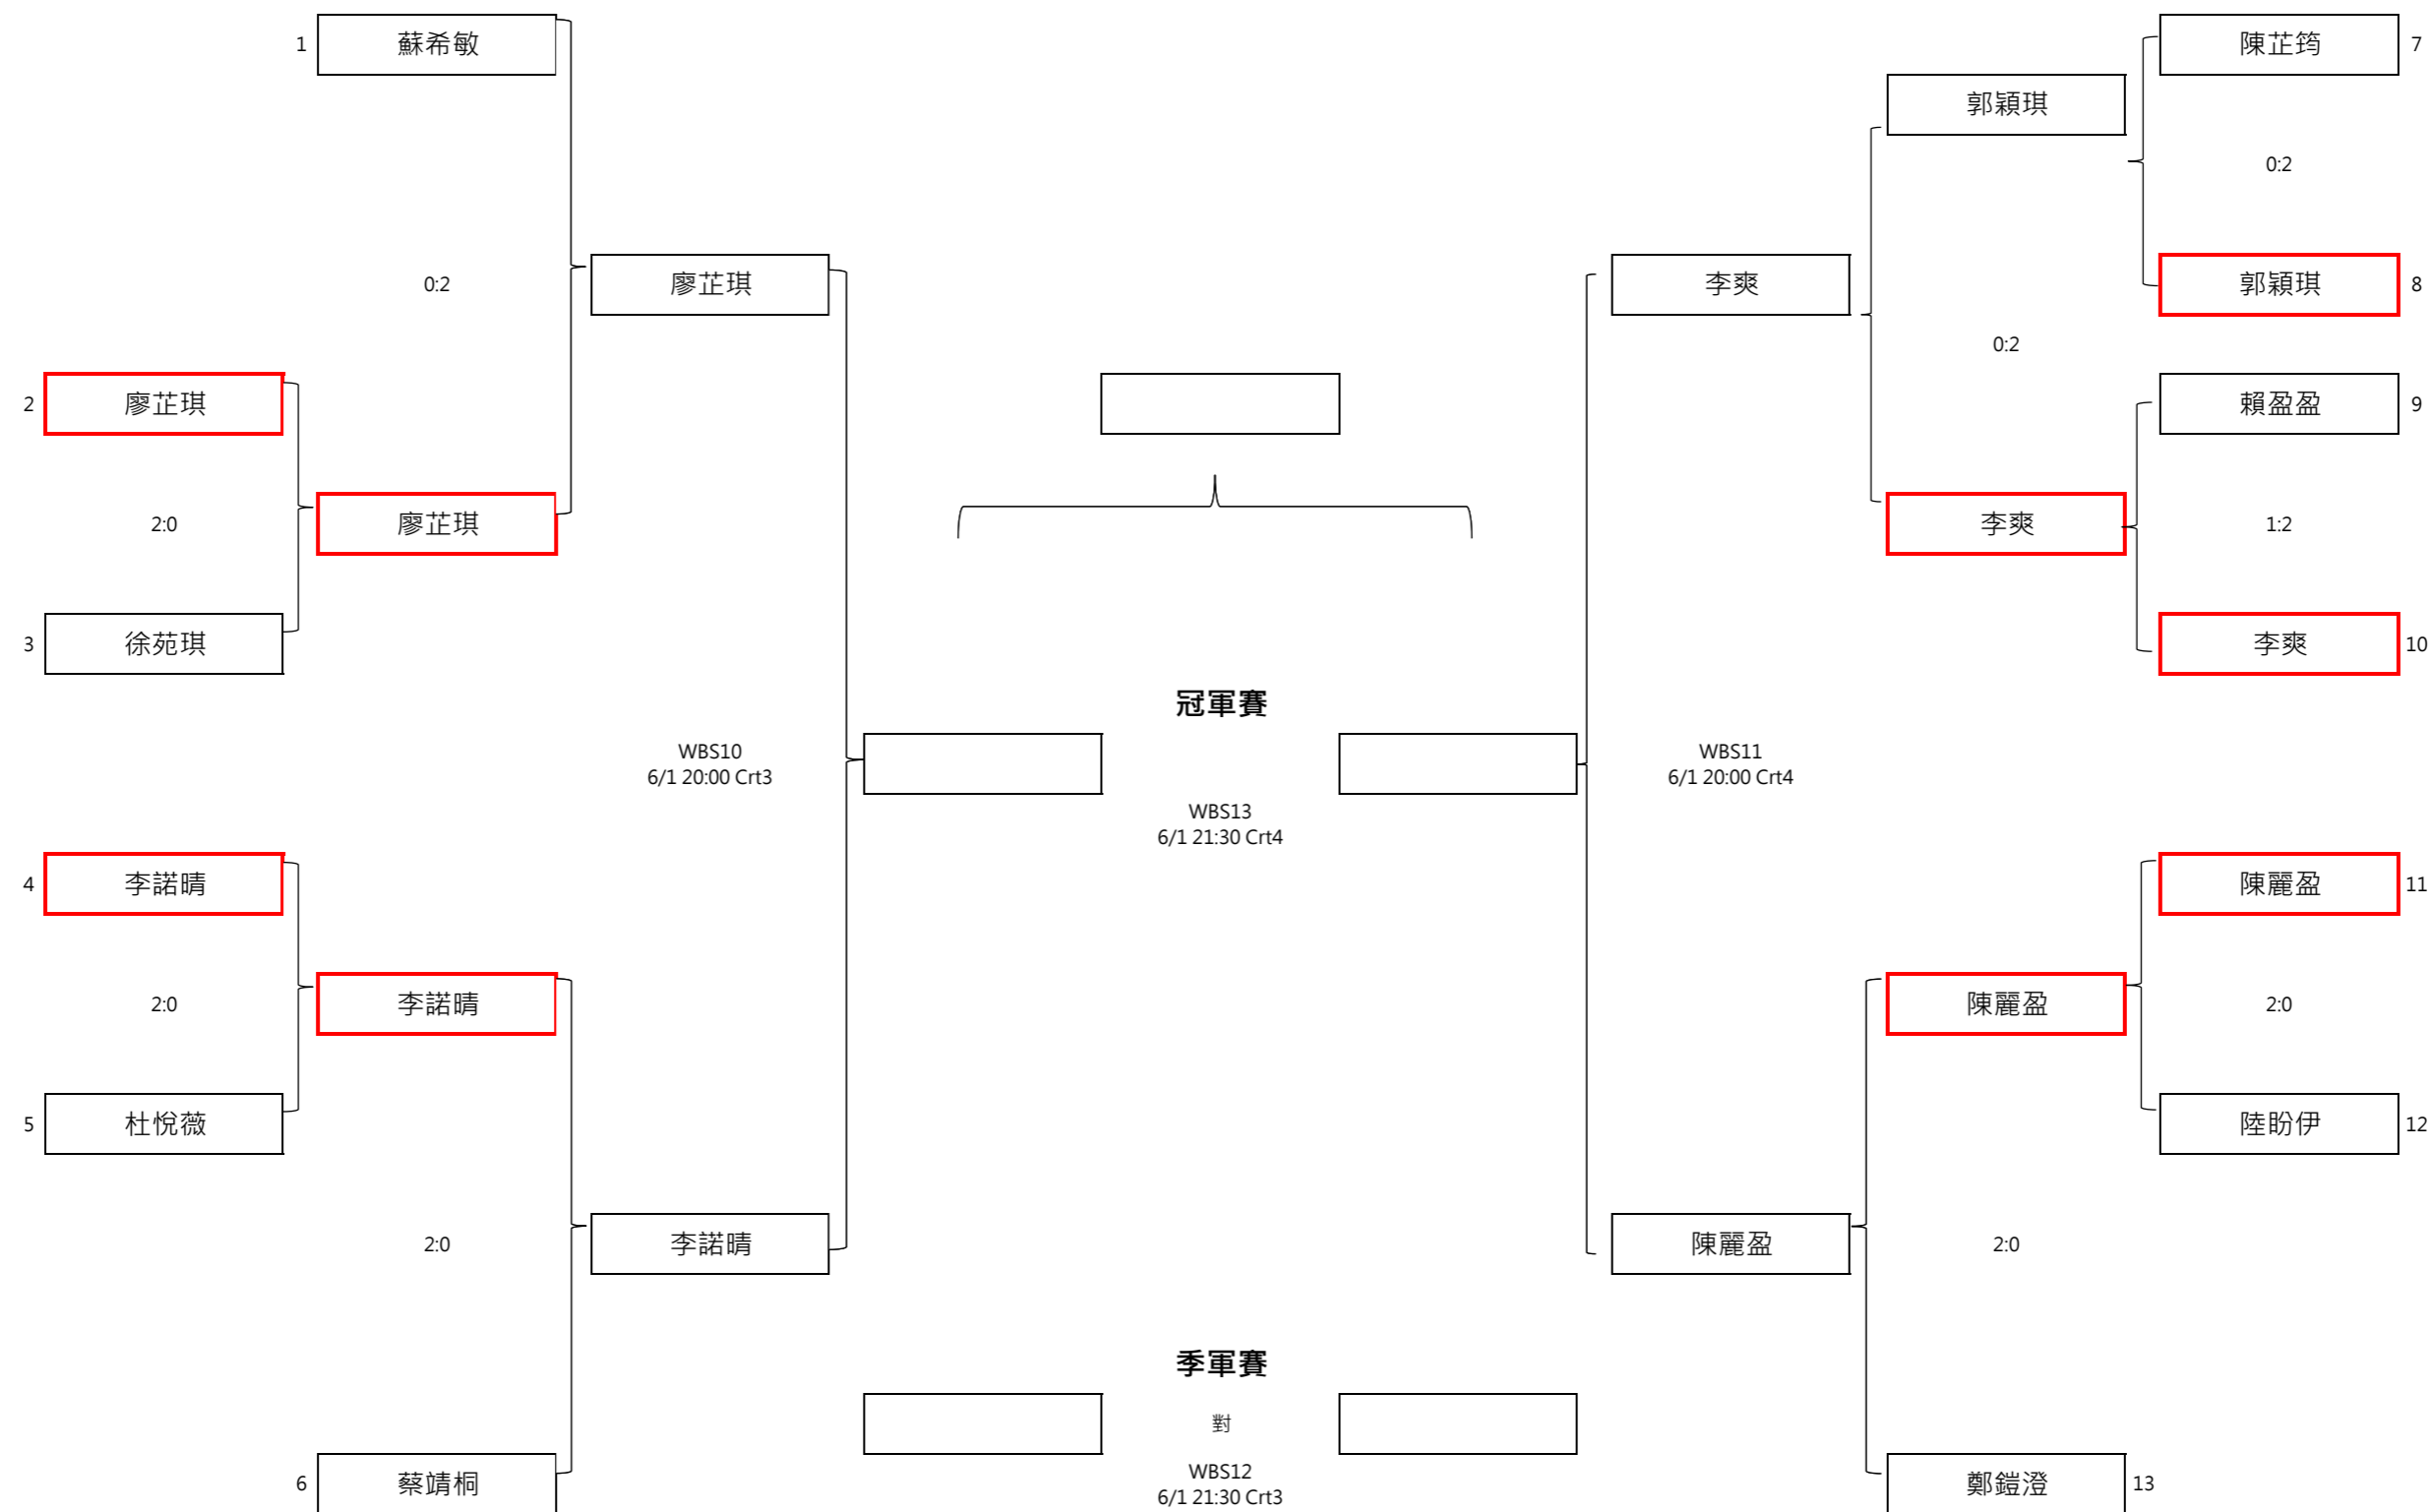 1 蘇希敏
陳芷筠 7
郭穎琪
0:2
0:2
廖芷琪
李爽
郭穎琪 8
0:2
2 廖芷琪
賴盈盈 9
2:0
廖芷琪
李爽
1:2
3 徐苑琪
李爽 10
冠軍賽
WBS10
6/1 20:00 Crt3
WBS11
6/1 20:00 Crt4
WBS13
6/1 21:30 Crt4
4 李諾晴
陳麗盈 11
2:0
李諾晴
陳麗盈
2:0
5 杜悅薇
陸盼伊 12
2:0
李諾晴
陳麗盈
2:0
季軍賽
對
WBS12
6/1 21:30 Crt3
6 蔡靖桐
鄭鎧澄 13